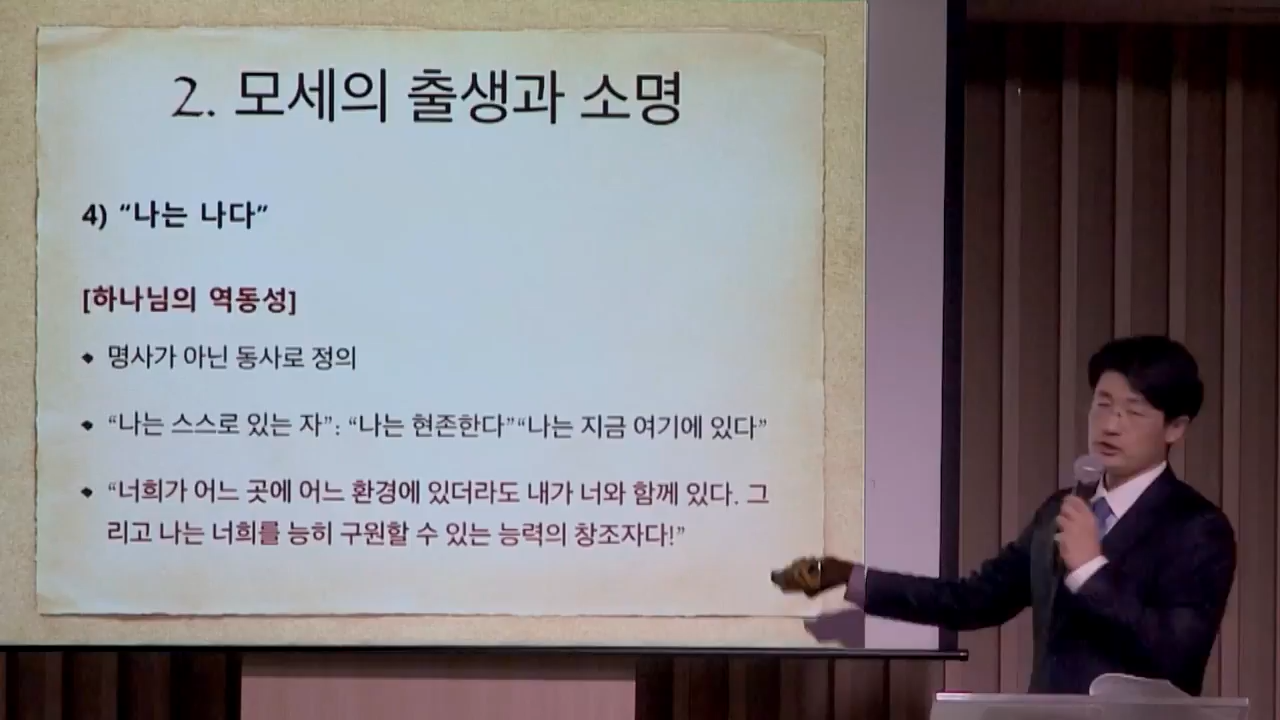 2. 모세의 출생과 소명
4) “나는 나다”
[하나님의 역동성]
◆ 명사가 아닌 동사로 정의
◆ “나는 스스로 있는 자”: “나는 현존한다”“나는 지금 여기에 있다”
◆ “너희가 어느 곳에 어느 환경에 있더라도 내가 너와 함께 있다. 그
리고 나는 너희를 능히 구원할 수 있는 능력의 창조자다!”